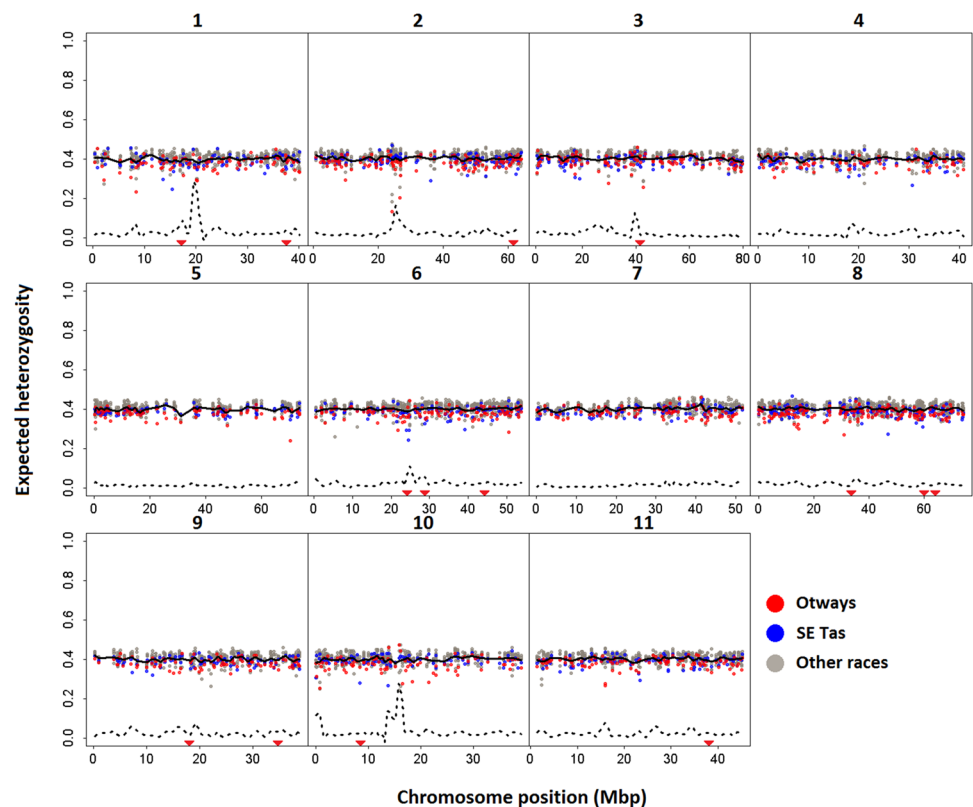 1 2 3 4
1.0
0.8
0.6
0.4
0.2
0.0
0 10 20 30 40 0 20 40 60 0 20 40 60 80 0 10 20 30 40
5 6 7 8
1.0
0.8
0.6
0.4
0.2
0.0
0 20 40 60 0 10 20 30 40 50 0 10 20 30 40 50 0 20 40 60
9 10 11
1.0
0.8
0.6
0.4
0.2
0.0
0 10 20 30 0 10 20 30 0 10 20 30 40
Expected heterozygosity
Chromosome position (Mbp)
Otways
SE Tas
Other races